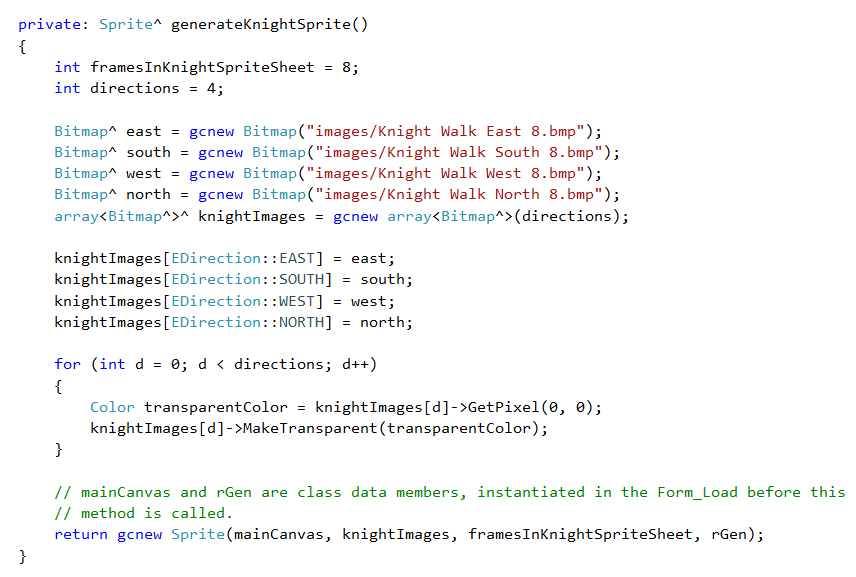 private: Sprite^ generateKnightSprite()
{
    int framesInKnightSpriteSheet = 8;
    int directions = 4;

    Bitmap^ east = gcnew Bitmap("images/Knight Walk East 8.bmp");
    Bitmap^ south = gcnew Bitmap("images/Knight Walk South 8.bmp");
    Bitmap^ west = gcnew Bitmap("images/Knight Walk West 8.bmp");
    Bitmap^ north = gcnew Bitmap("images/Knight Walk North 8.bmp");
    array<Bitmap^>^ knightImages = gcnew array<Bitmap^>(directions);

    knightImages[EDirection::EAST] = east;
    knightImages[EDirection::SOUTH] = south;
    knightImages[EDirection::WEST] = west;
    knightImages[EDirection::NORTH] = north;

    for (int d = 0; d < directions; d++)
    {
        Color transparentColor = knightImages[d]->GetPixel(0, 0);
        knightImages[d]->MakeTransparent(transparentColor);
    }

    // mainCanvas and rGen are class data members, instantiated in the Form_Load before this
    // method is called.
    return gcnew Sprite(mainCanvas, knightImages, framesInKnightSpriteSheet, rGen);
}